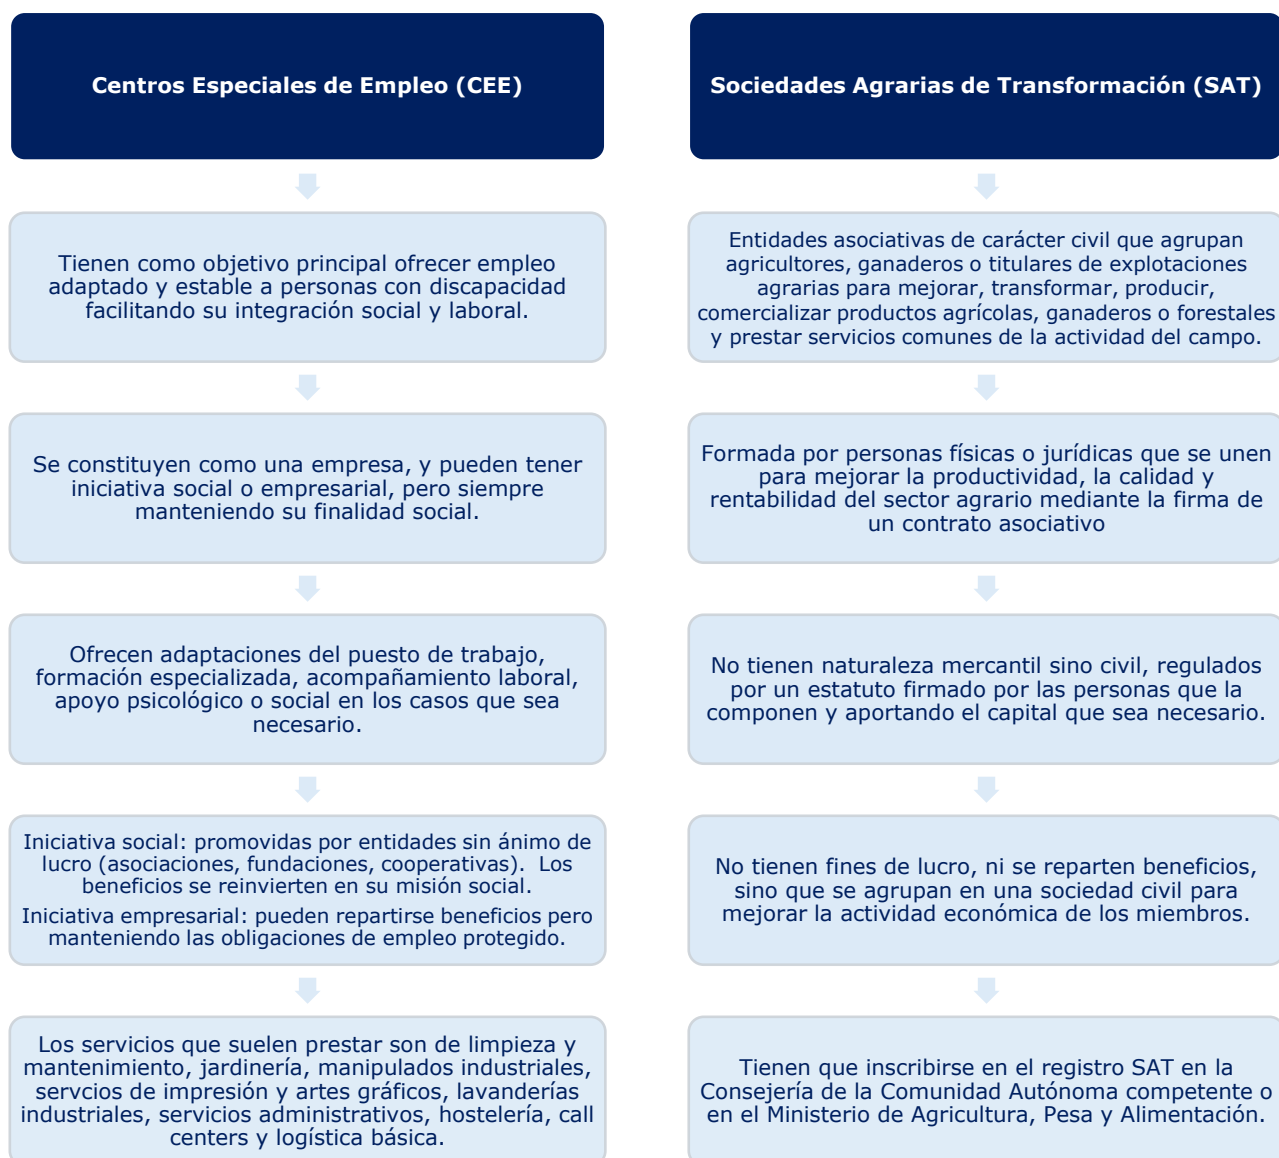 Centros Especiales de Empleo (CEE)
Tienen como objetivo principal ofrecer empleo
adaptado y estable a personas con discapacidad
facilitando su integración social y laboral.
Se constituyen como una empresa, y pueden tener
iniciativa social o empresarial, pero siempre
manteniendo su finalidad social.
Ofrecen adaptaciones del puesto de trabajo,
formación especializada, acompañamiento laboral,
apoyo psicológico o social en los casos que sea
necesario.
Iniciativa social: promovidas por entidades sin ánimo de
lucro (asociaciones, fundaciones, cooperativas). Los
beneficios se reinvierten en su misión social.
Iniciativa empresarial: pueden repartirse beneficios pero
manteniendo las obligaciones de empleo protegido.
Los servicios que suelen prestar son de limpieza y
mantenimiento, jardinería, manipulados industriales,
servcios de impresión y artes gráficos, lavanderías
industriales, servicios administrativos, hostelería, call
centers y logística básica.
Sociedades Agrarias de Transformación (SAT)
Entidades asociativas de carácter civil que agrupan
agricultores, ganaderos o titulares de explotaciones
agrarias para mejorar, transformar, producir,
comercializar productos agrícolas, ganaderos o forestales
y prestar servicios comunes de la actividad del campo.
Formada por personas físicas o jurídicas que se unen
para mejorar la productividad, la calidad y
rentabilidad del sector agrario mediante la firma de
un contrato asociativo
No tienen naturaleza mercantil sino civil, regulados
por un estatuto firmado por las personas que la
componen y aportando el capital que sea necesario.
No tienen fines de lucro, ni se reparten beneficios,
sino que se agrupan en una sociedad civil para
mejorar la actividad económica de los miembros.
Tienen que inscribirse en el registro SAT en la
Consejería de la Comunidad Autónoma competente o
en el Ministerio de Agricultura, Pesa y Alimentación.